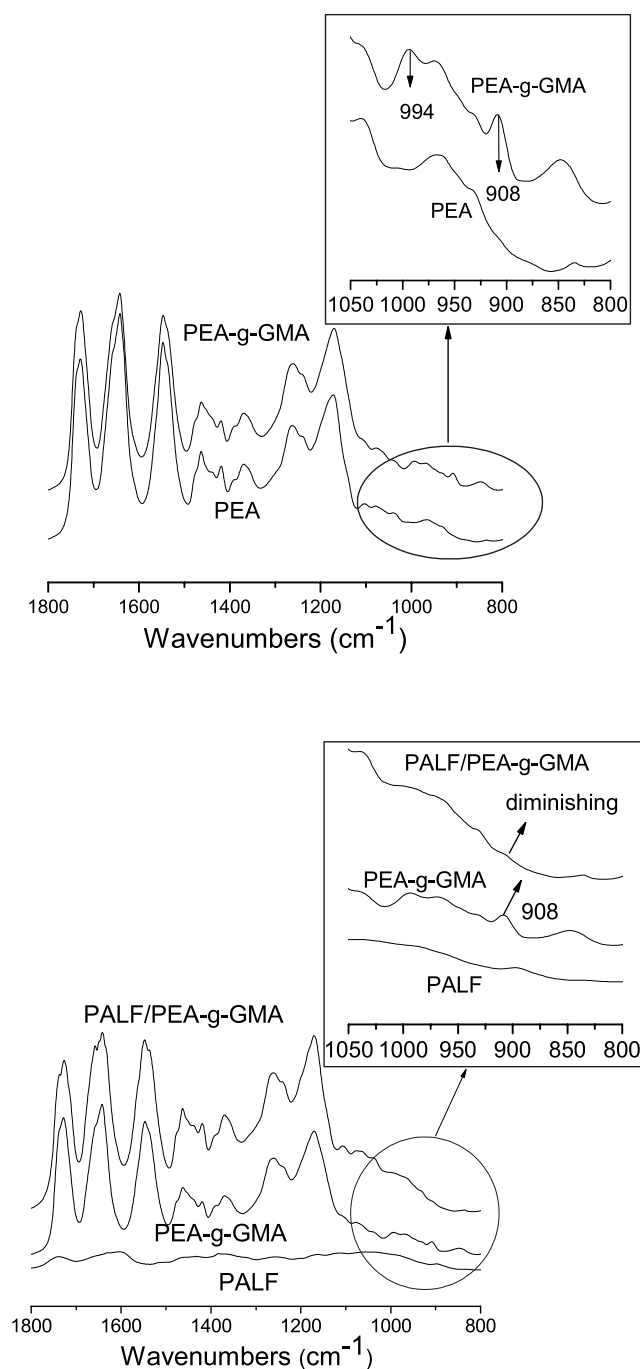 PEA-g-GMA
994
908
PEA
1050 1000 950 900 850 800
PEA-g-GMA
PEA
1800 1600 1400 1200 1000 800
Wavenumbers (cm-1)
PALF/PEA-g-GMA
diminishing
PEA-g-GMA
908
PALF
1050 1000 950 900 850 800
PALF/PEA-g-GMA
PEA-g-GMA
PALF
1800 1600 1400 1200 1000 800
Wavenumbers (cm-1)